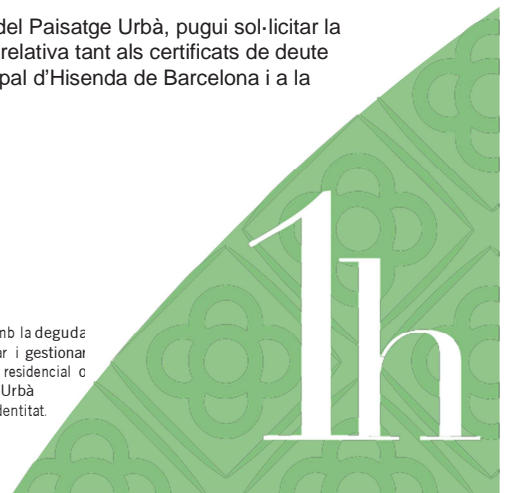 del Paisatge Urbà, pugui sol·licitar la
relativa tant als certificats de deute
pal d'Hisenda de Barcelona i a la
1h
mb la deguda
ar i gestionar
residencial o
Urbà
dentitat.